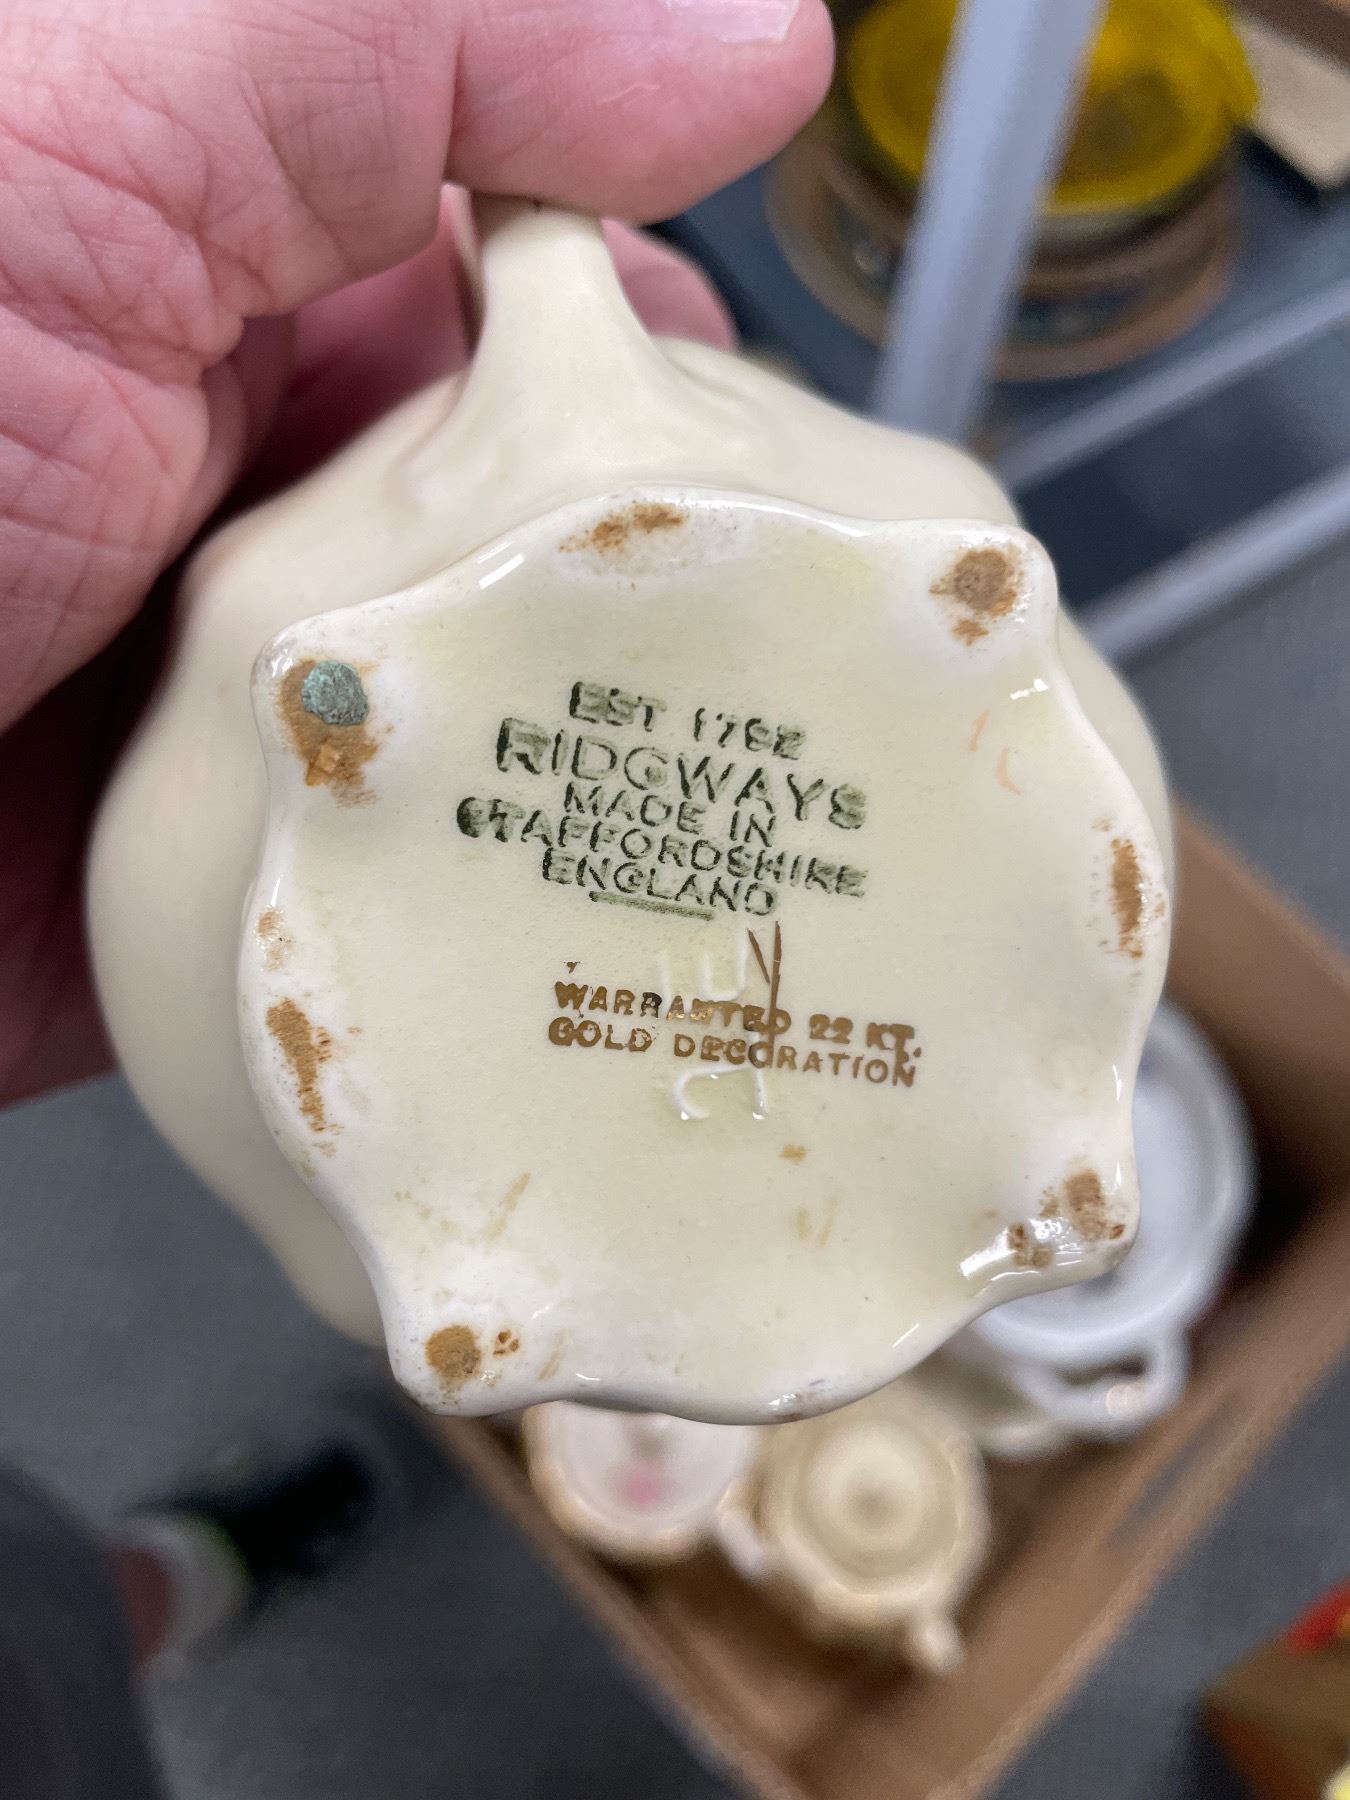 EST 1792
RIDGWAYS
MADE IN
STAFFORDSHIRE
ENGLAND
WARRANTED 22 KT.
GOLD DECORATION